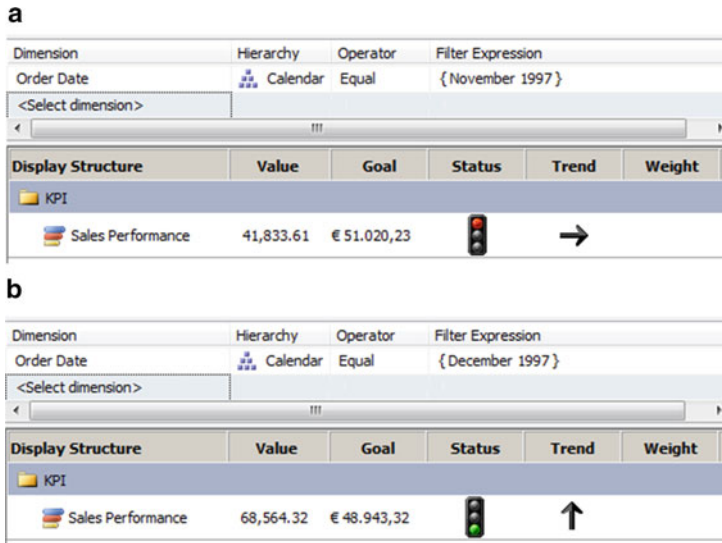 a
Dimension Hierarchy Operator Filter Expression
Order Date Calendar Equal { November 1997 }
<Select dimension>
Display Structure Value Goal Status Trend Weight
KPI
Sales Performance 41,833.61 € 51.020,23
b
Dimension Hierarchy Operator Filter Expression
Order Date Calendar Equal { December 1997 }
<Select dimension>
Display Structure Value Goal Status Trend Weight
KPI
Sales Performance 68,564.32 € 48.943,32